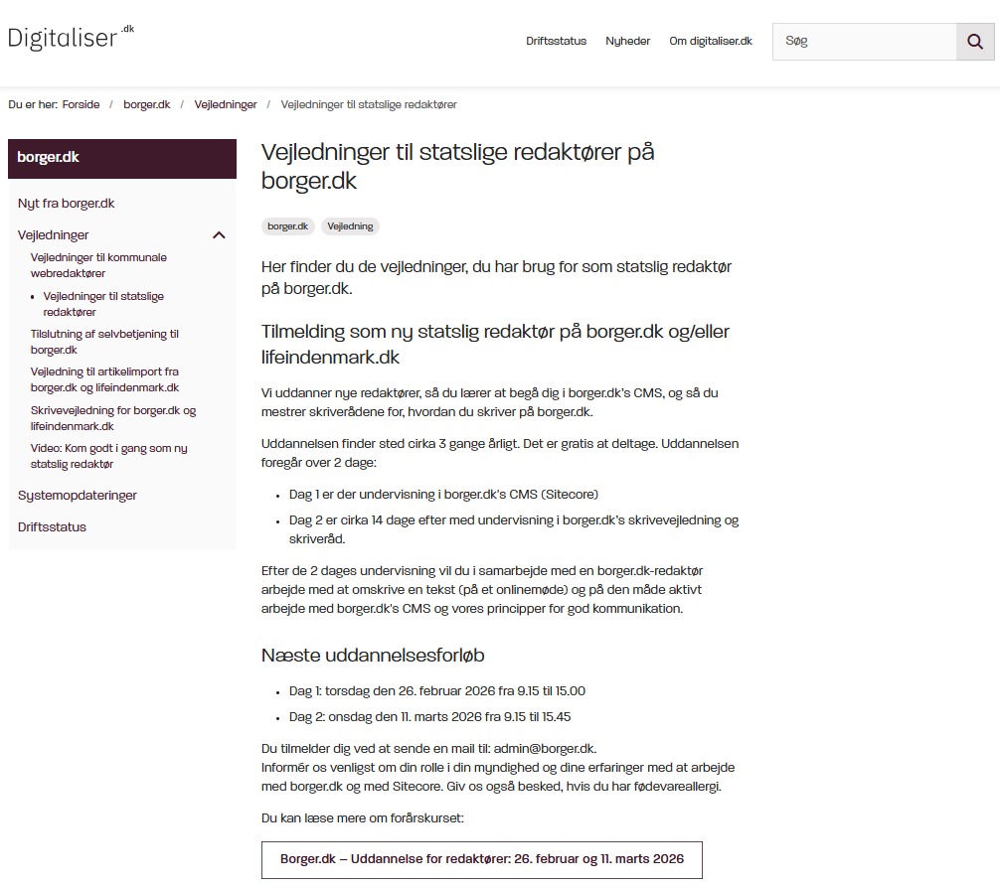 Digitaliser.dk
Driftsstatus
Nyheder
Om digitaliser.dk
Søg
Du er her: Forside / borger.dk / Vejledninger / Vejledninger til statslige redaktører
borger.dk
Nyt fra borger.dk
Vejledninger
Vejledninger til kommunale
webredaktører
• Vejledninger til statslige
redaktører
Tilslutning af selvbetjening til
borger.dk
Vejledning til artikelimport fra
borger.dk og lifeindenmark.dk
Skrivevejledning for borger.dk og
lifeindenmark.dk
Video: Kom godt i gang som ny
statslig redaktør
Systemopdateringer
Driftsstatus
Vejledninger til statslige redaktører på
borger.dk
borger.dk
Vejledning
Her finder du de vejledninger, du har brug for som statslig redaktør
på borger.dk.
Tilmelding som ny statslig redaktør på borger.dk og/eller
lifeindenmark.dk
Vi uddanner nye redaktører, så du lærer at begå dig i borger.dk's CMS, og så du
mestrer skriverådene for, hvordan du skriver på borger.dk.
Uddannelsen finder sted cirka 3 gange årligt. Det er gratis at deltage. Uddannelsen
foregår over 2 dage:
• Dag 1 er der undervisning i borger.dk's CMS (Sitecore)
• Dag 2 er cirka 14 dage efter med undervisning i borger.dk's skrivevejledning og
skriveråd.
Efter de 2 dages undervisning vil du i samarbejde med en borger.dk-redaktør
arbejde med at omskrive en tekst (på et onlinemøde) og på den måde aktivt
arbejde med borger.dk's CMS og vores principper for god kommunikation.
Næste uddannelsesforløb
• Dag 1: torsdag den 26. februar 2026 fra 9.15 til 15.00
• Dag 2: onsdag den 11. marts 2026 fra 9.15 til 15.45
Du tilmelder dig ved at sende en mail til: admin@borger.dk.
Informér os venligst om din rolle i din myndighed og dine erfaringer med at arbejde
med borger.dk og med Sitecore. Giv os også besked, hvis du har fødevareallergi.
Du kan læse mere om forårskurset:
Borger.dk – Uddannelse for redaktører: 26. februar og 11. marts 2026